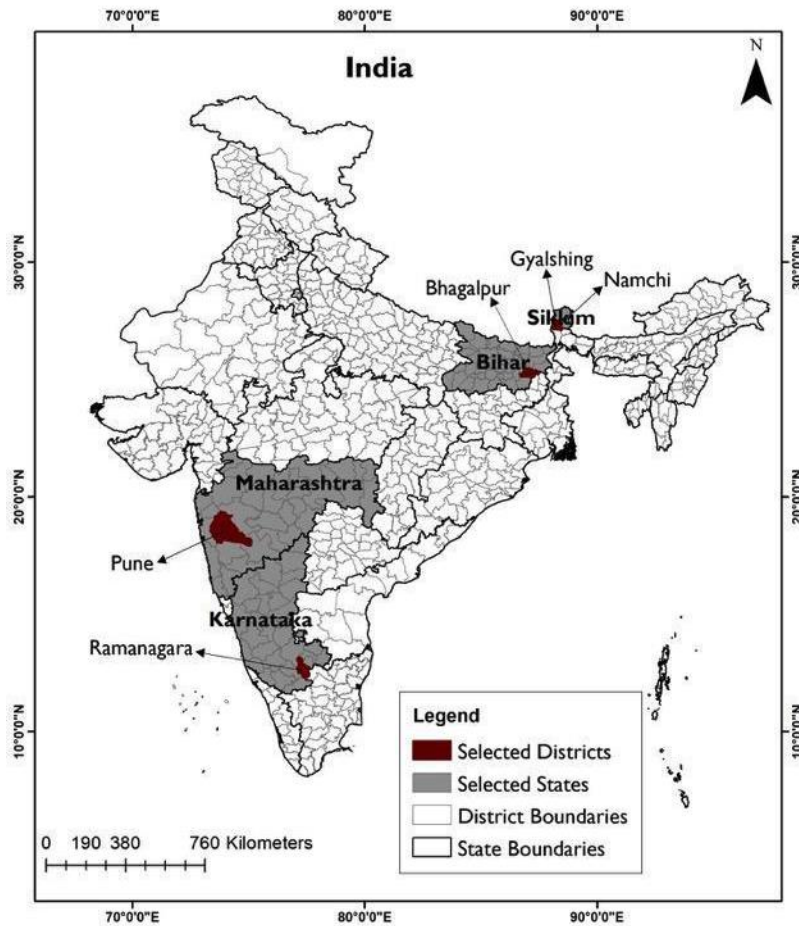 70°0'0"E 80°0'0"E 90°0'0"E
India
N
30°0'0"N 30°0'0"N
Gyalshing
Bhagalpur Namchi
Sikkim
Bihar
Maharashtra
20°0'0"N 20°0'0"N
Pune
Karnataka
Ramanagara
10°0'0"N 10°0'0"N
Legend
Selected Districts
Selected States
District Boundaries
State Boundaries
0 190 380 760 Kilometers
70°0'0"E 80°0'0"E 90°0'0"E